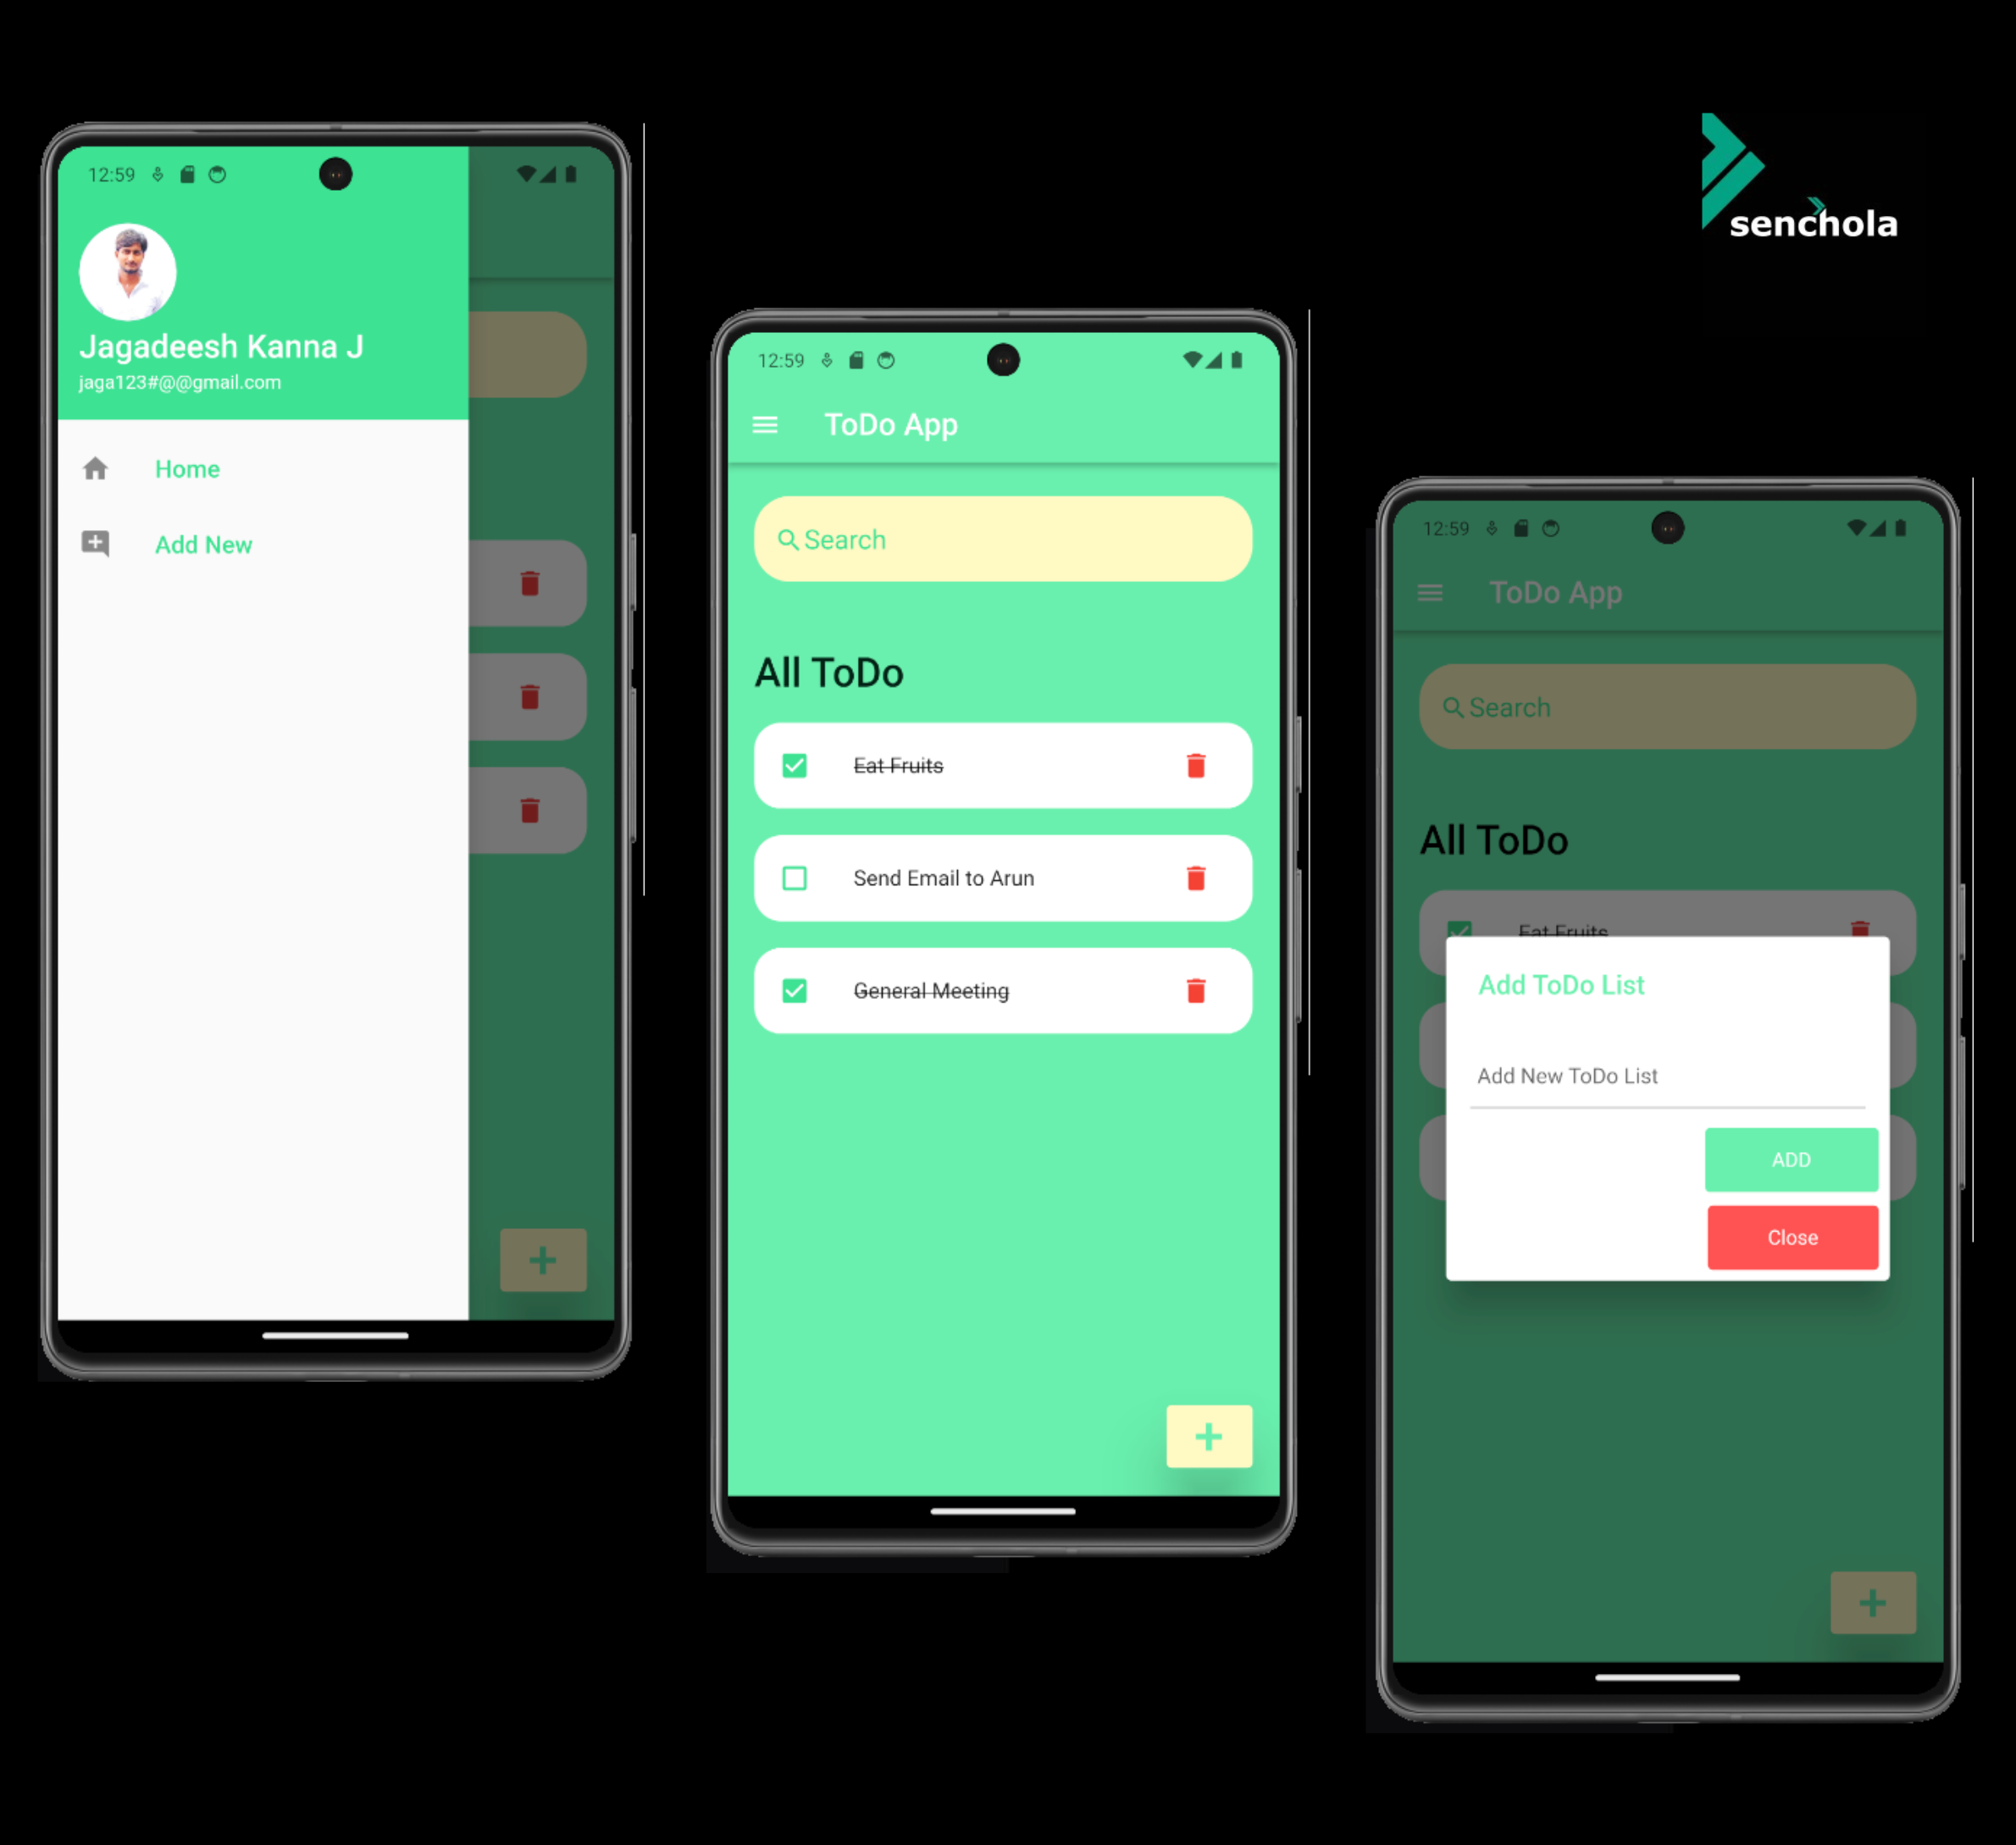 senchola
12:59
Jagadeesh Kanna J
jaga123#@@gmail.com
Home
Add New
12:59
ToDo App
Search
All ToDo
Eat Fruits
Send Email to Arun
General Meeting
12:59
ToDo App
Search
All ToDo
Eat Fruits
Add ToDo List
Add New ToDo List
ADD
Close